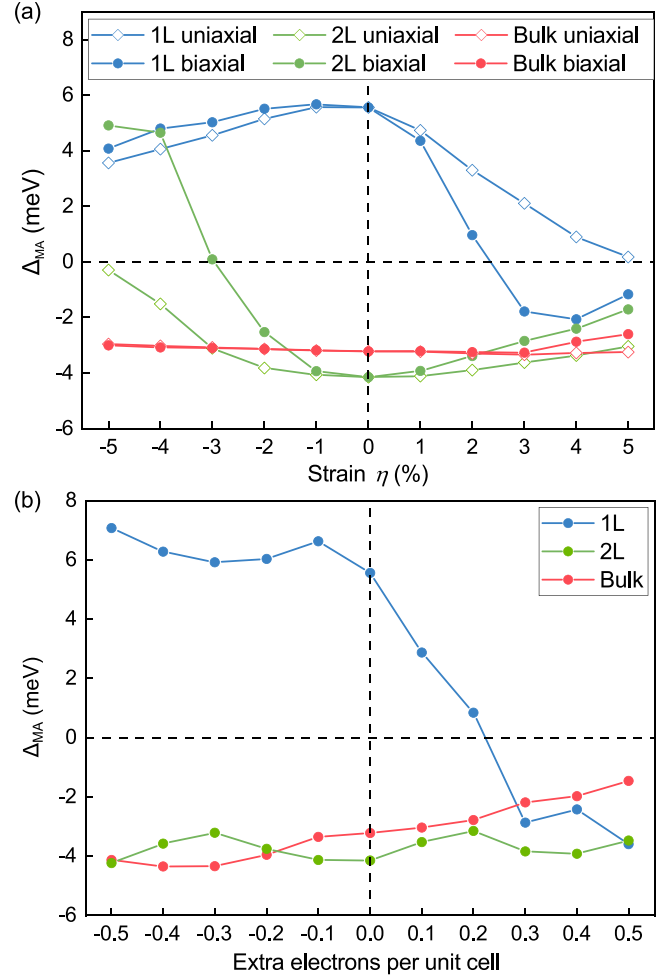 (a)
1L uniaxial 2L uniaxial Bulk uniaxial
1L biaxial 2L biaxial Bulk biaxial
8
6
4
2
0
-2
-4
-6
Δ_MA (meV)
-5 -4 -3 -2 -1 0 1 2 3 4 5
Strain η (%)
(b)
1L
2L
Bulk
8
6
4
2
0
-2
-4
-6
Δ_MA (meV)
-0.5 -0.4 -0.3 -0.2 -0.1 0.0 0.1 0.2 0.3 0.4 0.5
Extra electrons per unit cell